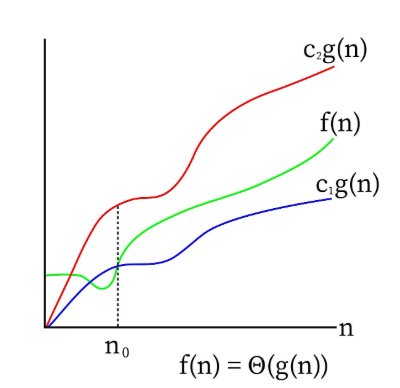 c₂g(n)
f(n)
c₁g(n)
n
n₀
f(n) = Θ(g(n))